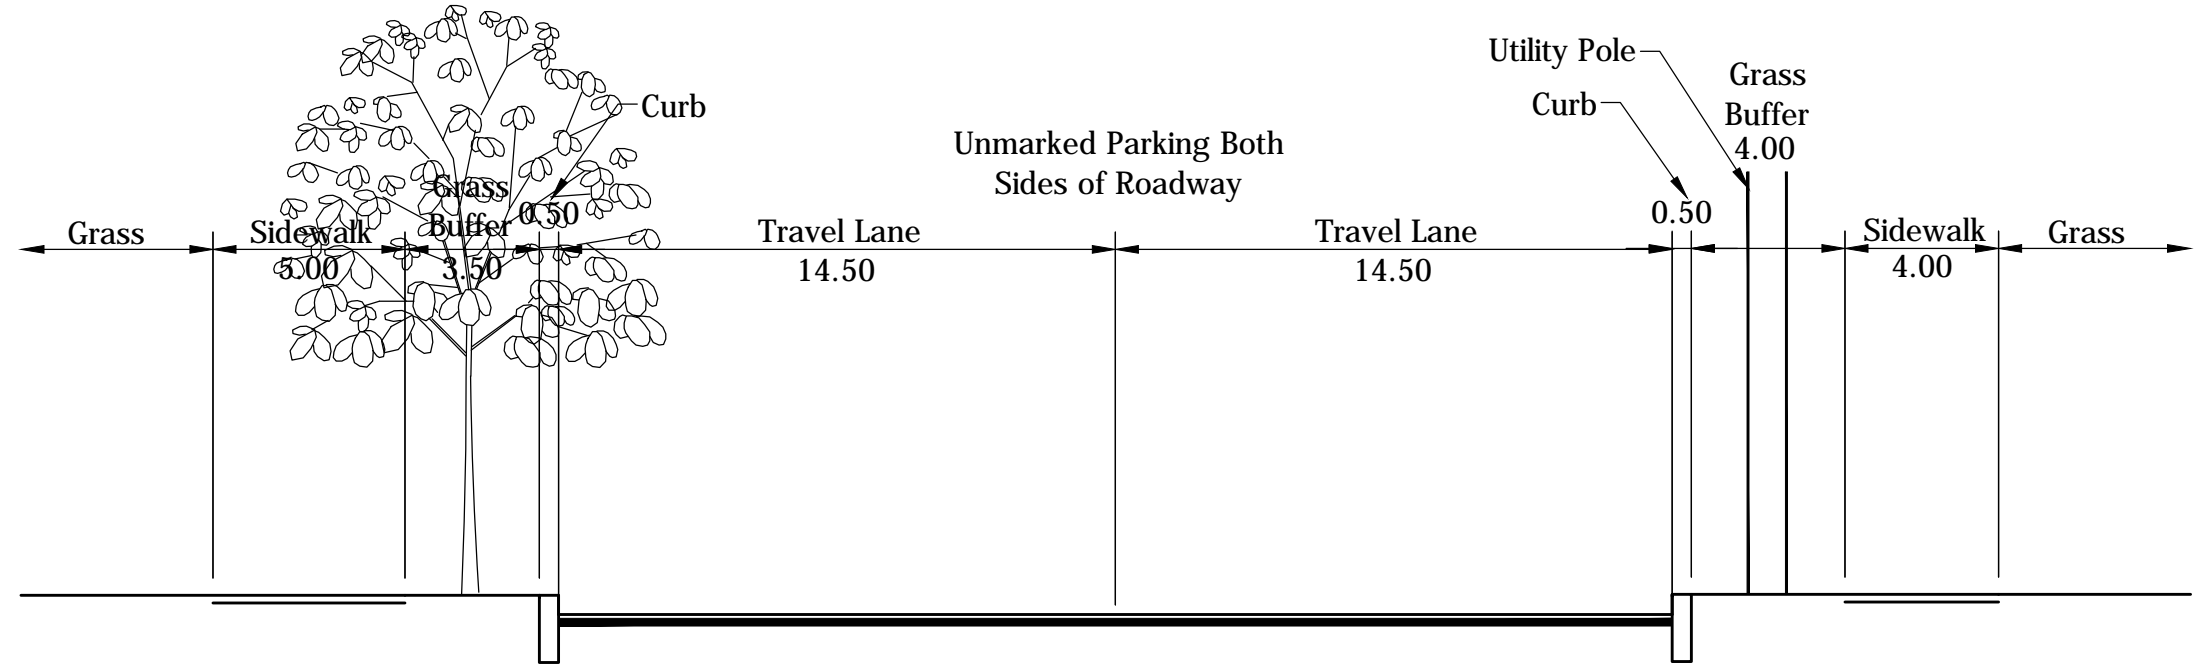 Utility Pole
Grass
Buffer
4.00
Curb
Curb
Unmarked Parking Both
Sides of Roadway
Grass
Sidewalk
5.00
Grass
Buffer
3.50
0.50
Travel Lane
14.50
Travel Lane
14.50
0.50
Sidewalk
4.00
Grass